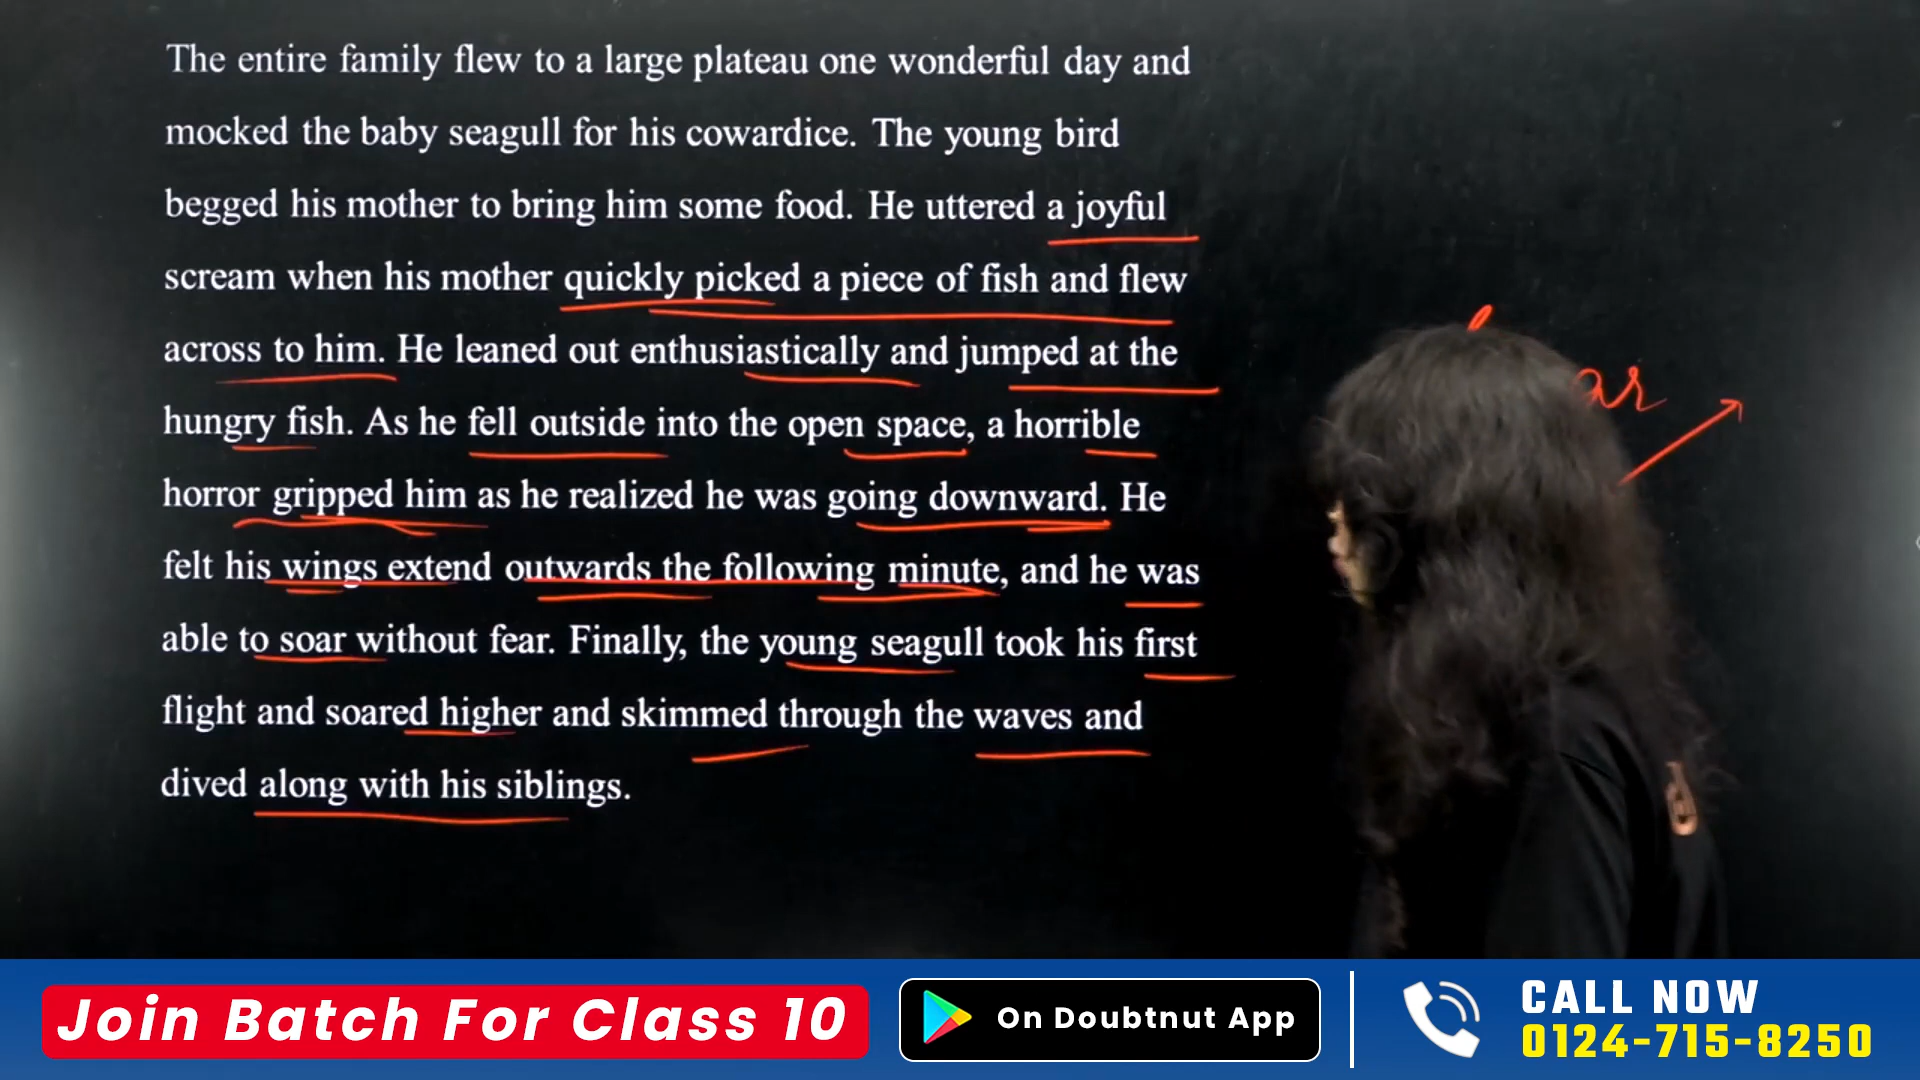 The entire family flew to a large plateau one wonderful day and
mocked the baby seagull for his cowardice. The young bird
begged his mother to bring him some food. He uttered a joyful
scream when his mother quickly picked a piece of fish and flew
across to him. He leaned out enthusiastically and jumped at the
hungry fish. As he fell outside into the open space, a horrible
horror gripped him as he realized he was going downward. He
felt his wings extend outwards the following minute, and he was
able to soar without fear. Finally, the young seagull took his first
flight and soared higher and skimmed through the waves and
dived along with his siblings.
Join Batch For Class 10
On Doubtnut App
CALL NOW
0124-715-8250